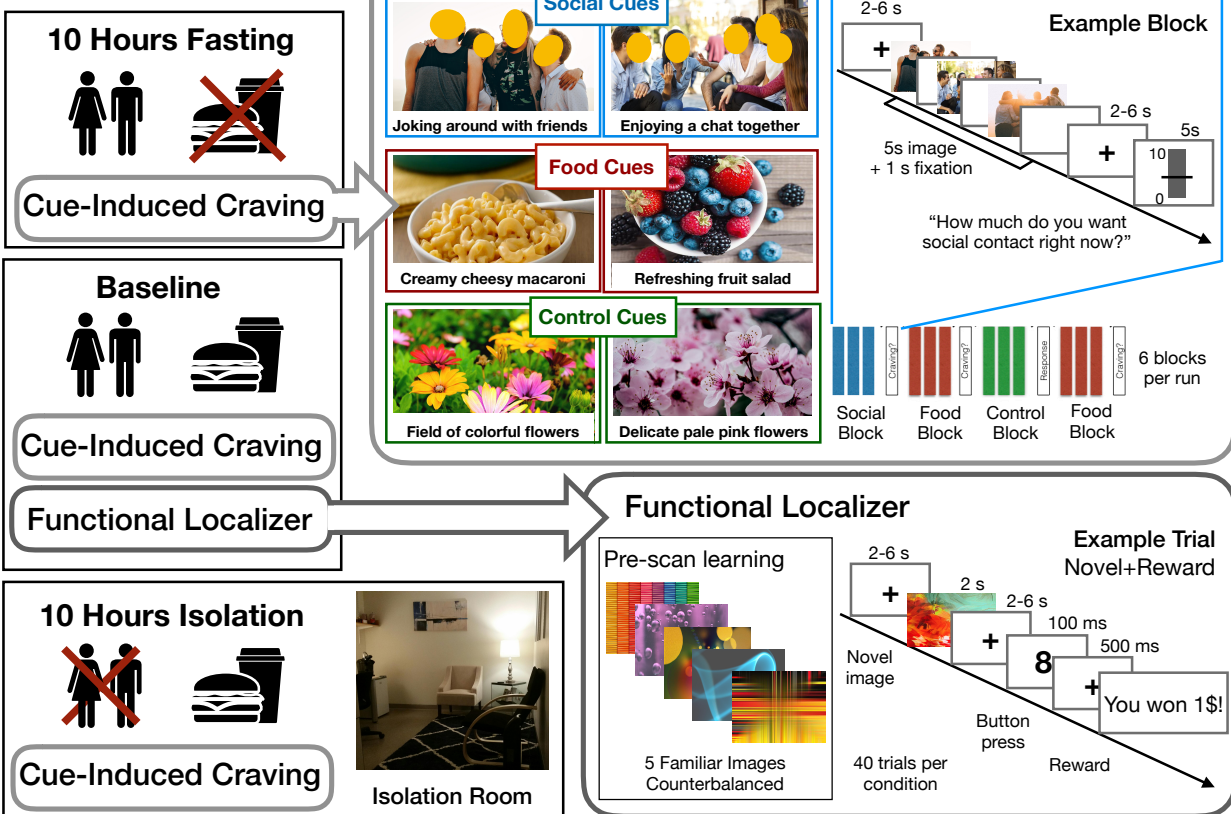 10 Hours Fasting
Cue-Induced Craving
Baseline
Cue-Induced Craving
Functional Localizer
10 Hours Isolation
Cue-Induced Craving
Isolation Room
Social Cues
Joking around with friends
Enjoying a chat together
Food Cues
Creamy cheesy macaroni
Refreshing fruit salad
Control Cues
Field of colorful flowers
Delicate pale pink flowers
Example Block
2-6 s
+
5s image
+ 1 s fixation
2-6 s
+
5s
10
0
“How much do you want
social contact right now?”
Craving?
Craving?
Response
Craving?
6 blocks
per run
Social
Block
Food
Block
Control
Block
Food
Block
Functional Localizer
Pre-scan learning
5 Familiar Images
Counterbalanced
Example Trial
Novel+Reward
2-6 s
+
2 s
Novel
image
2-6 s
+
100 ms
8
Button
press
500 ms
+
You won 1$!
Reward
40 trials per
condition